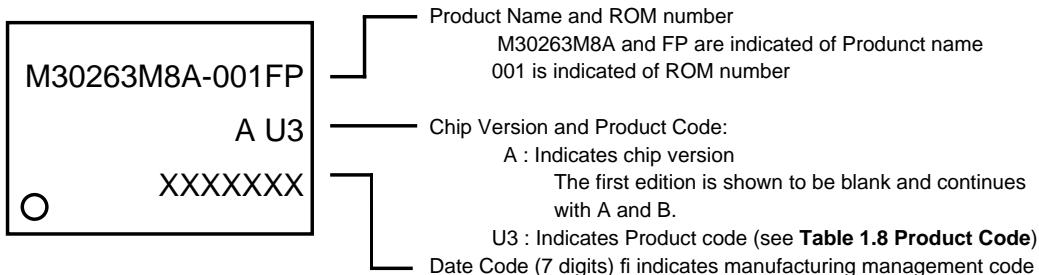 Product Name and ROM number
M30263M8A and FP are indicated of Produnct name
001 is indicated of ROM number
M30263M8A-001FP
A U3
XXXXXXX
Chip Version and Product Code:
A : Indicates chip version
The first edition is shown to be blank and continues
with A and B.
U3 : Indicates Product code (see Table 1.8 Product Code)
Date Code (7 digits) fi indicates manufacturing management code